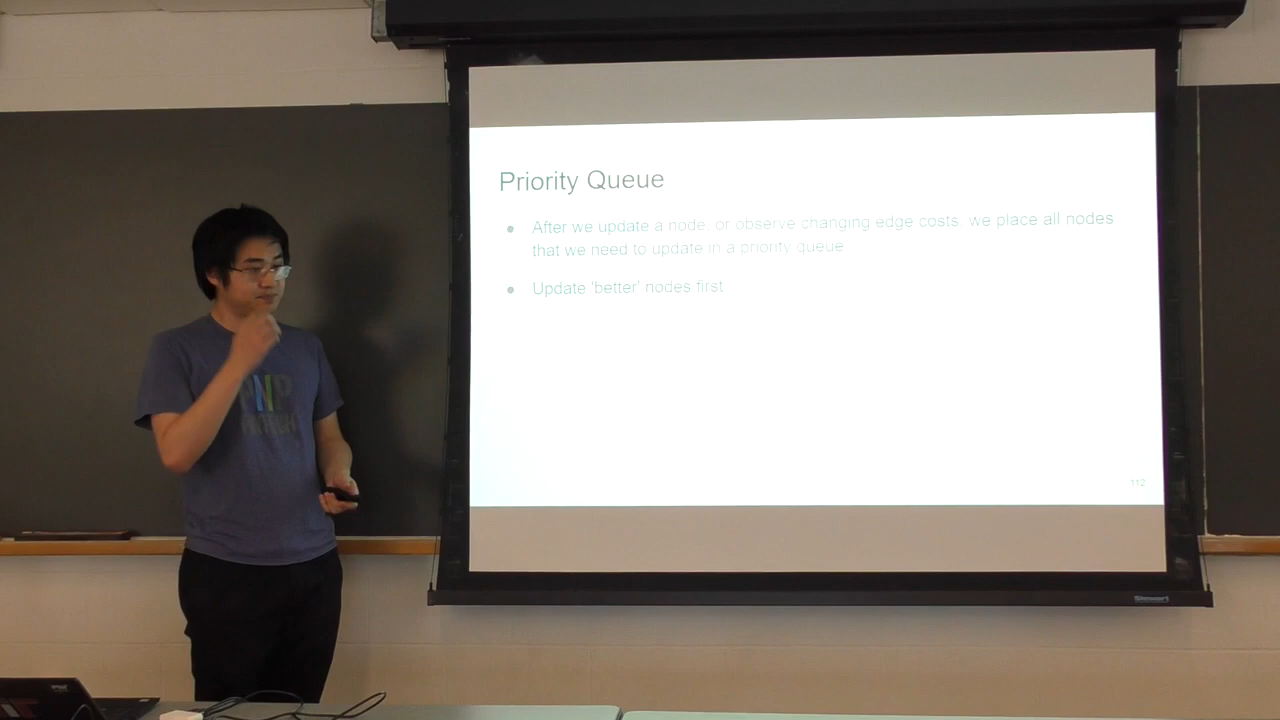 Priority Queue
After we update a node, or observe changing edge costs, we place all nodes
that we need to update in a priority queue
Update 'better' nodes first
112
Stewart